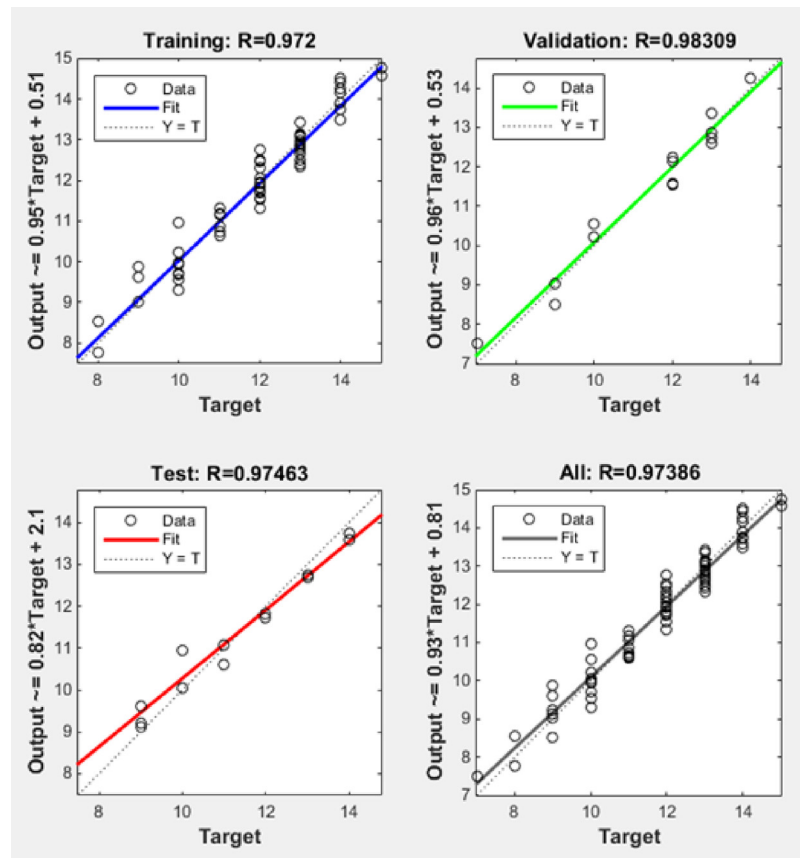 Training: R=0.972
Output ~= 0.95*Target + 0.51
15
14
13
12
11
10
9
8
Data
Fit
Y = T
8 10 12 14
Target
Validation: R=0.98309
Output ~= 0.96*Target + 0.53
14
13
12
11
10
9
8
7
Data
Fit
Y = T
8 10 12 14
Target
Test: R=0.97463
Output ~= 0.82*Target + 2.1
14
13
12
11
10
9
8
Data
Fit
Y = T
8 10 12 14
Target
All: R=0.97386
Output ~= 0.93*Target + 0.81
15
14
13
12
11
10
9
8
7
Data
Fit
Y = T
8 10 12 14
Target